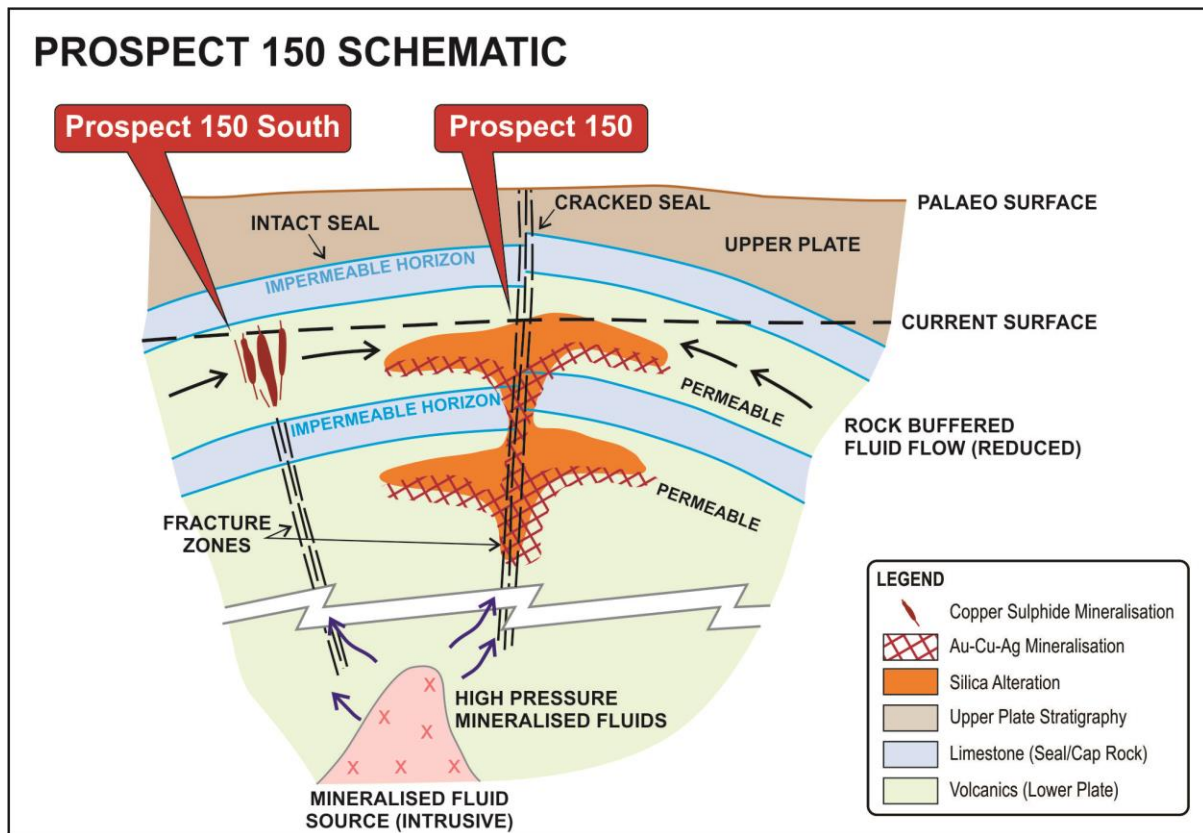 PROSPECT 150 SCHEMATIC
Prospect 150 South
Prospect 150
INTACT SEAL
CRACKED SEAL
PALAEO SURFACE
UPPER PLATE
IMPERMEABLE HORIZON
CURRENT SURFACE
PERMEABLE
IMPERMEABLE HORIZON
ROCK BUFFERED
FLUID FLOW (REDUCED)
PERMEABLE
FRACTURE
ZONES
HIGH PRESSURE
MINERALISED FLUIDS
X
X
X
X
X
X
MINERALISED FLUID
SOURCE (INTRUSIVE)
LEGEND
Copper Sulphide Mineralisation
Au-Cu-Ag Mineralisation
Silica Alteration
Upper Plate Stratigraphy
Limestone (Seal/Cap Rock)
Volcanics (Lower Plate)